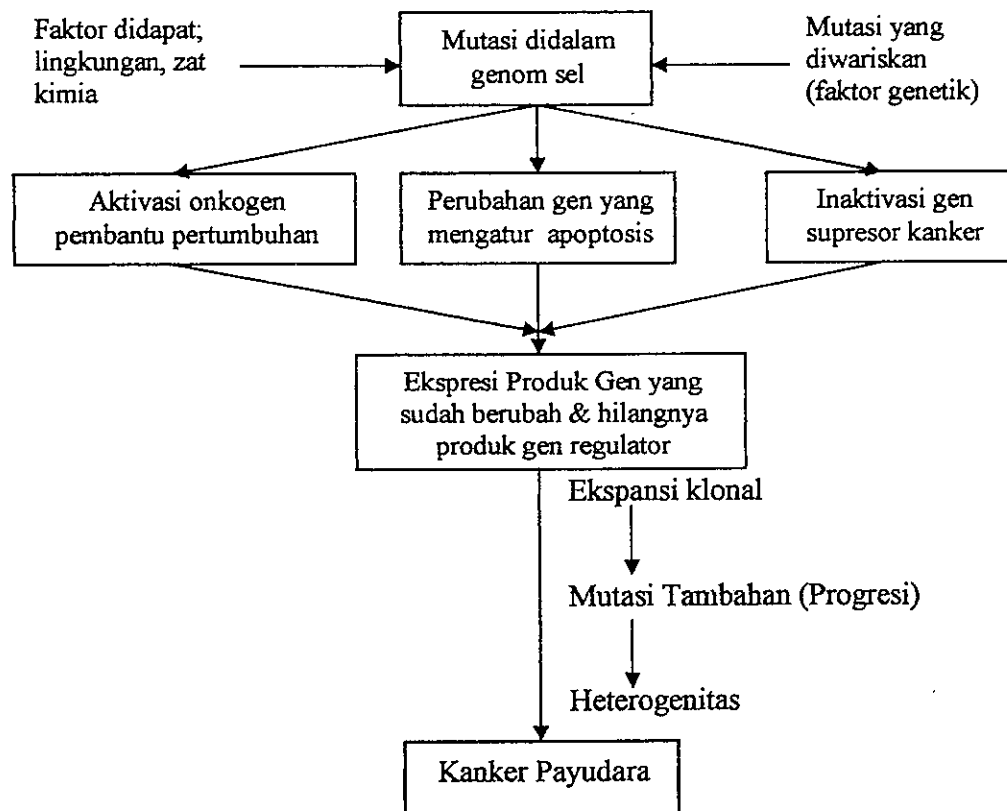 Faktor didapat;
lingkungan, zat
kimia
Mutasi didalam
genom sel
Mutasi yang
diwariskan
(faktor genetik)
Aktivasi onkogen
pembantu pertumbuhan
Perubahan gen yang
mengatur apoptosis
Inaktivasi gen
supresor kanker
Ekspresi Produk Gen yang
sudah berubah & hilangnya
produk gen regulator
Ekspansi klonal
Mutasi Tambahan (Progresi)
Heterogenitas
Kanker Payudara